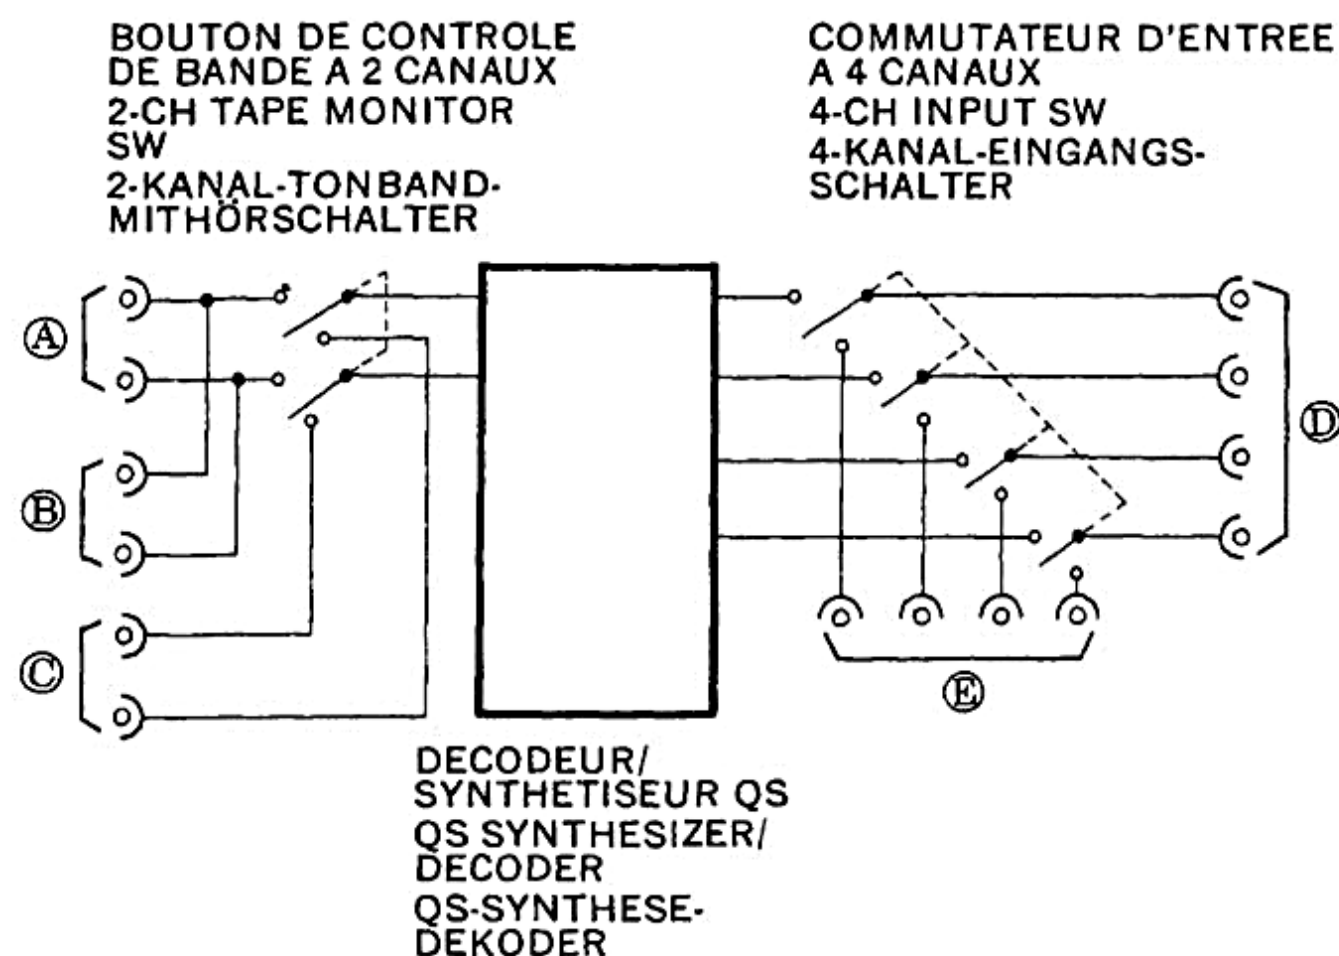 BOUTON DE CONTROLE
DE BANDE A 2 CANAUX
2-CH TAPE MONITOR
SW
2-KANAL-TONBAND-
MITHÖRSCHALTER
COMMUTATEUR D'ENTREE
A 4 CANAUX
4-CH INPUT SW
4-KANAL-EINGANGS-
SCHALTER
A
B
C
D
E
DECODEUR/
SYNTHETISEUR QS
QS SYNTHESIZER/
DECODER
QS-SYNTHESE-
DEKODER